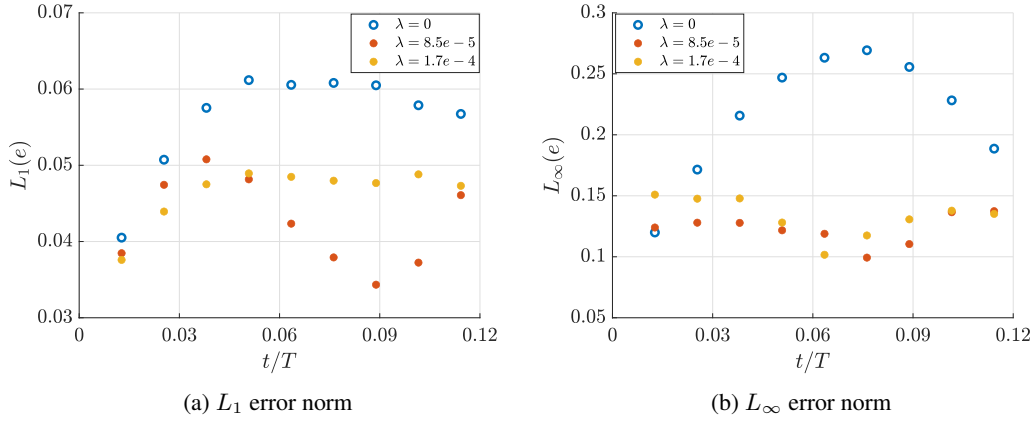 0.07
0.06
0.05
0.04
0.03
L₁(e)
λ = 0
λ = 8.5e − 5
λ = 1.7e − 4
0 0.03 0.06 0.09 0.12
t/T
(a) L₁ error norm
0.3
0.25
0.2
0.15
0.1
0.05
L∞(e)
λ = 0
λ = 8.5e − 5
λ = 1.7e − 4
0 0.03 0.06 0.09 0.12
t/T
(b) L∞ error norm